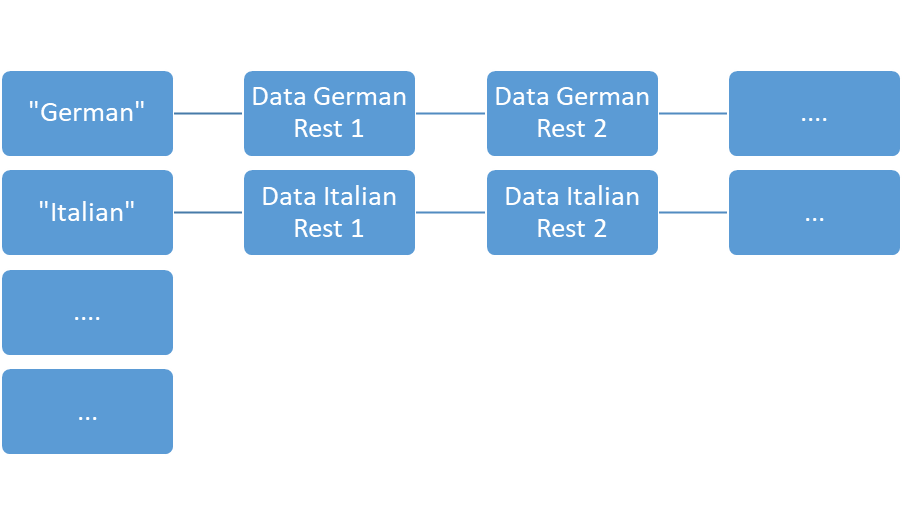 "German"
Data German
Rest 1
Data German
Rest 2
....
"Italian"
Data Italian
Rest 1
Data Italian
Rest 2
...
....
...